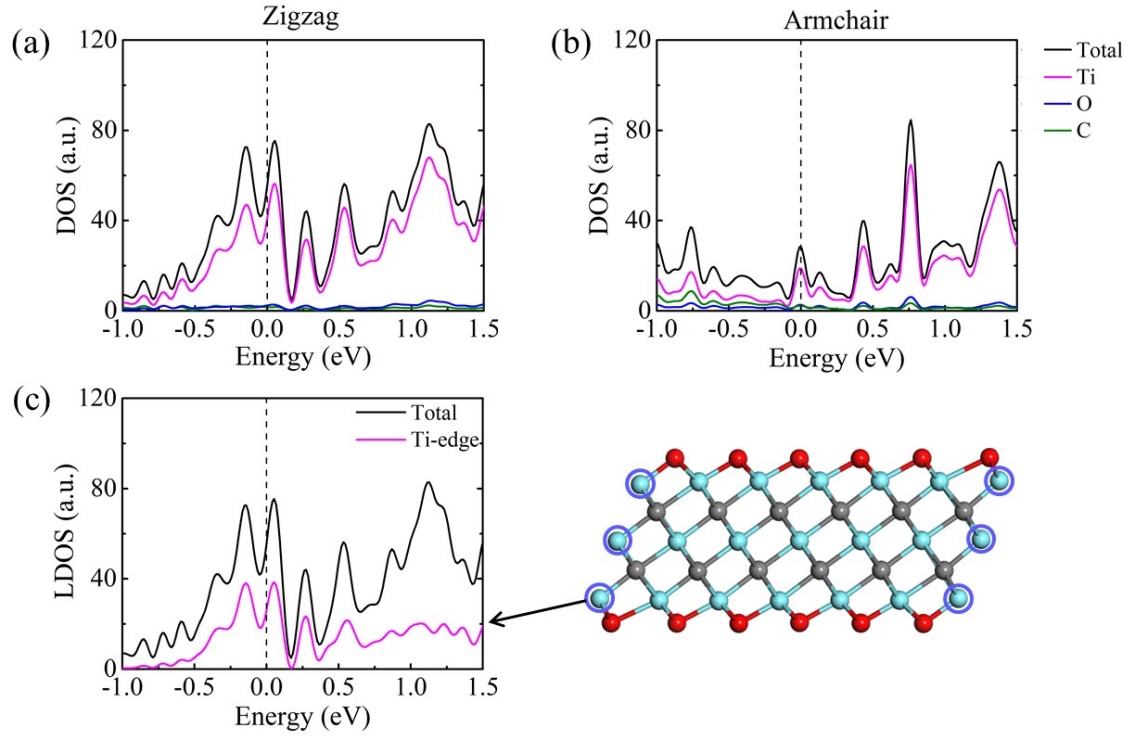 Zigzag
(a)
120
80
40
0
DOS (a.u.)
-1.0 -0.5 0.0 0.5 1.0 1.5
Energy (eV)
Armchair
(b)
120
80
40
0
DOS (a.u.)
-1.0 -0.5 0.0 0.5 1.0 1.5
Energy (eV)
Total
Ti
O
C
(c)
120
80
40
0
LDOS (a.u.)
Total
Ti-edge
-1.0 -0.5 0.0 0.5 1.0 1.5
Energy (eV)